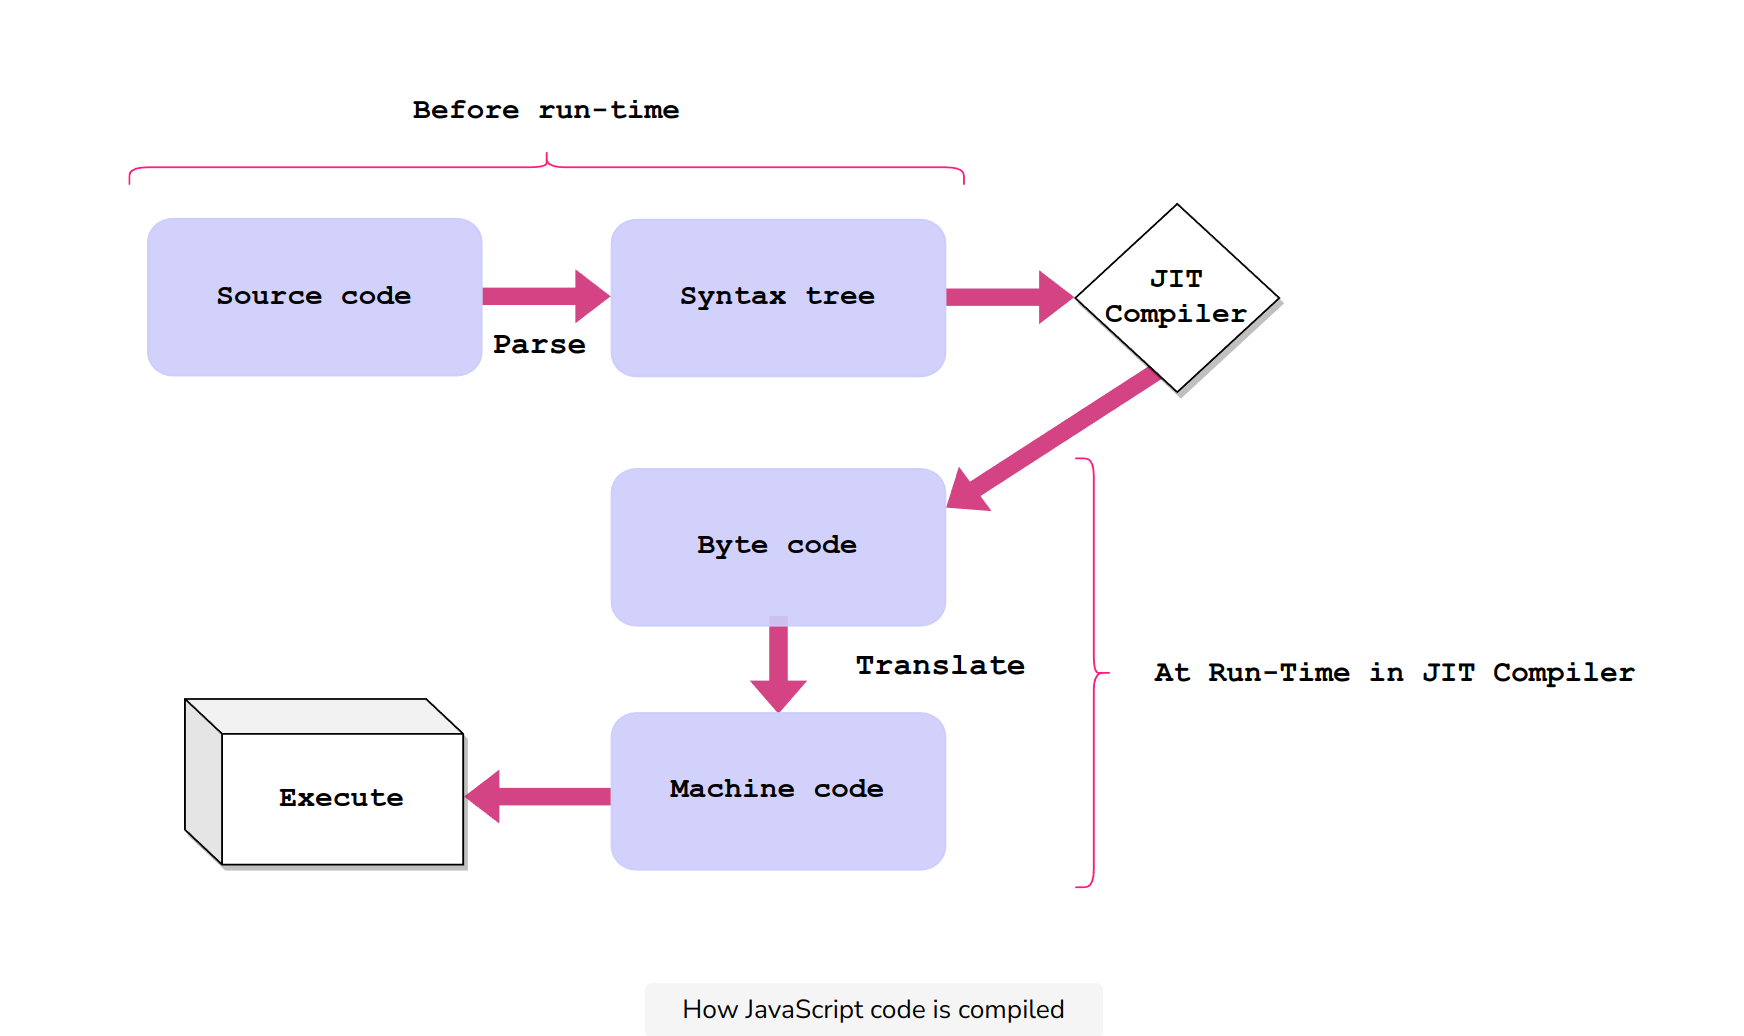 Before run-time
Source code
Parse
Syntax tree
JIT
Compiler
Byte code
Translate
At Run-Time in JIT Compiler
Machine code
Execute
How JavaScript code is compiled